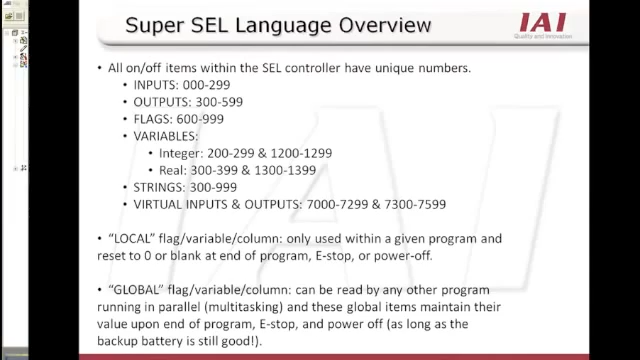 Super SEL Language Overview
IAI
Quality and Innovation
• All on/off items within the SEL controller have unique numbers.
• INPUTS: 000-299
• OUTPUTS: 300-599
• FLAGS: 600-999
• VARIABLES:
• Integer: 200-299 & 1200-1299
• Real: 300-399 & 1300-1399
• STRINGS: 300-999
• VIRTUAL INPUTS & OUTPUTS: 7000-7299 & 7300-7599
• “LOCAL” flag/variable/column: only used within a given program and
reset to 0 or blank at end of program, E-stop, or power-off.
• “GLOBAL” flag/variable/column: can be read by any other program
running in parallel (multitasking) and these global items maintain their
value upon end of program, E-stop, and power off (as long as the
backup battery is still good!).